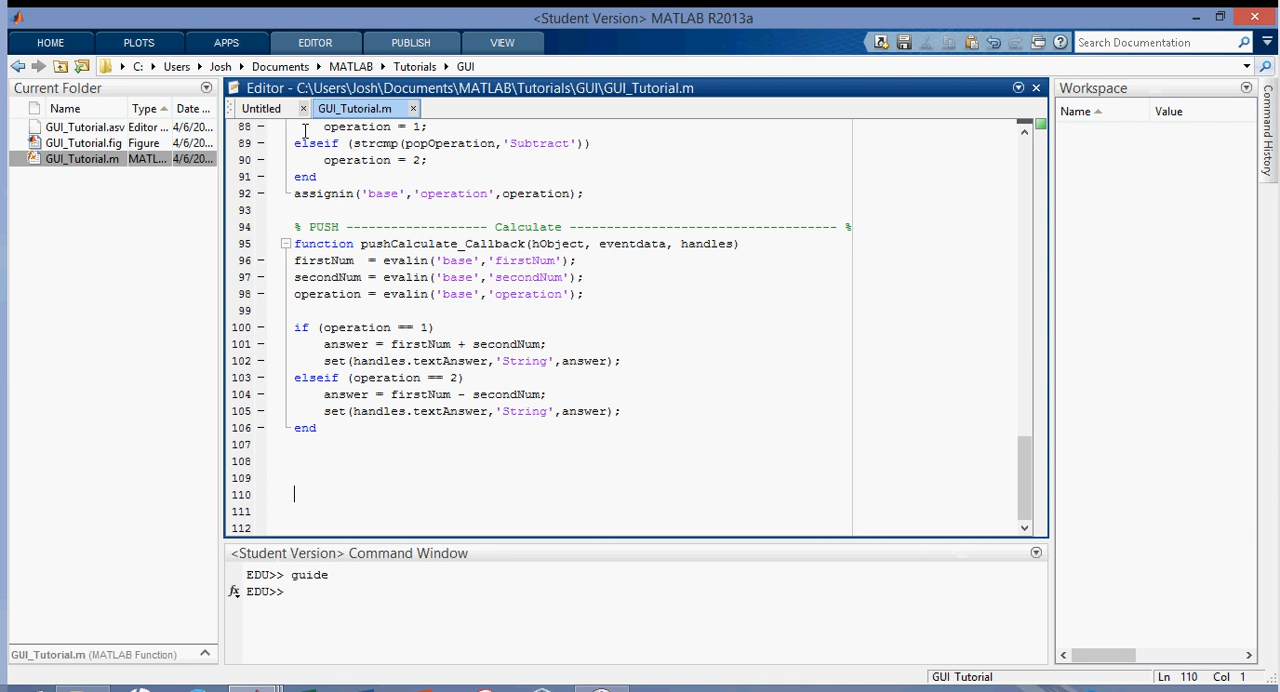 <Student Version> MATLAB R2013a
HOME PLOTS APPS EDITOR PUBLISH VIEW Search Documentation
C: Users Josh Documents MATLAB Tutorials GUI
Current Folder
Name Type Date ...
GUI_Tutorial.asv Editor ... 4/6/20...
GUI_Tutorial.fig Figure 4/6/20...
GUI_Tutorial.m MATL... 4/6/20...
GUI_Tutorial.m (MATLAB Function)
Editor - C:\Users\Josh\Documents\MATLAB\Tutorials\GUI\GUI_Tutorial.m
Untitled GUI_Tutorial.m
88 - operation = 1;
89 - elseif (strcmp(popOperation,'Subtract'))
90 - operation = 2;
91 - end
92 - assignin('base','operation',operation);
93
94 % PUSH ------------------- Calculate ------------------------------------ %
95 function pushCalculate_Callback(hObject, eventdata, handles)
96 - firstNum = evalin('base','firstNum');
97 - secondNum = evalin('base','secondNum');
98 - operation = evalin('base','operation');
99
100 - if (operation == 1)
101 - answer = firstNum + secondNum;
102 - set(handles.textAnswer,'String',answer);
103 - elseif (operation == 2)
104 - answer = firstNum - secondNum;
105 - set(handles.textAnswer,'String',answer);
106 - end
107
108
109
110
111
112
<Student Version> Command Window
EDU>> guide
fx EDU>>
Workspace
Name Value
Command History
GUI Tutorial Ln 110 Col 1